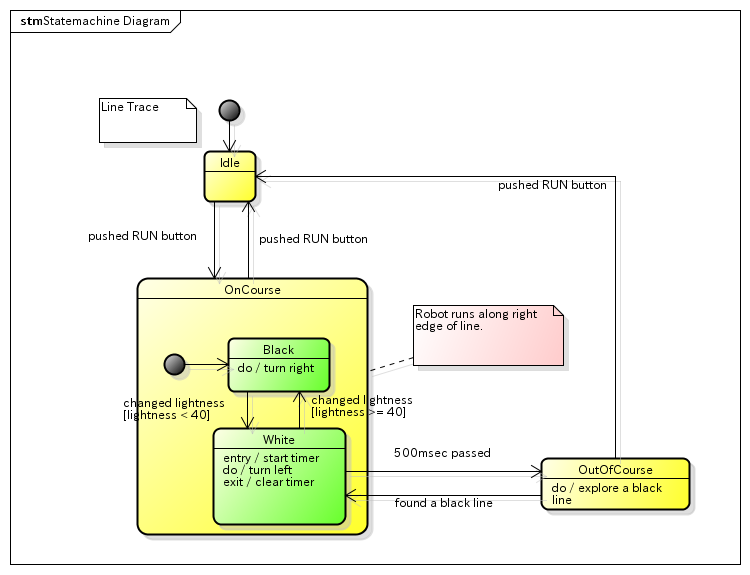 stmStatemachine Diagram
Line Trace
Idle
pushed RUN button
pushed RUN button
pushed RUN button
OnCourse
Robot runs along right
edge of line.
Black
do / turn right
changed lightness
[lightness < 40]
changed lightness
[lightness >= 40]
White
entry / start timer
do / turn left
exit / clear timer
500msec passed
found a black line
OutOfCourse
do / explore a black
line